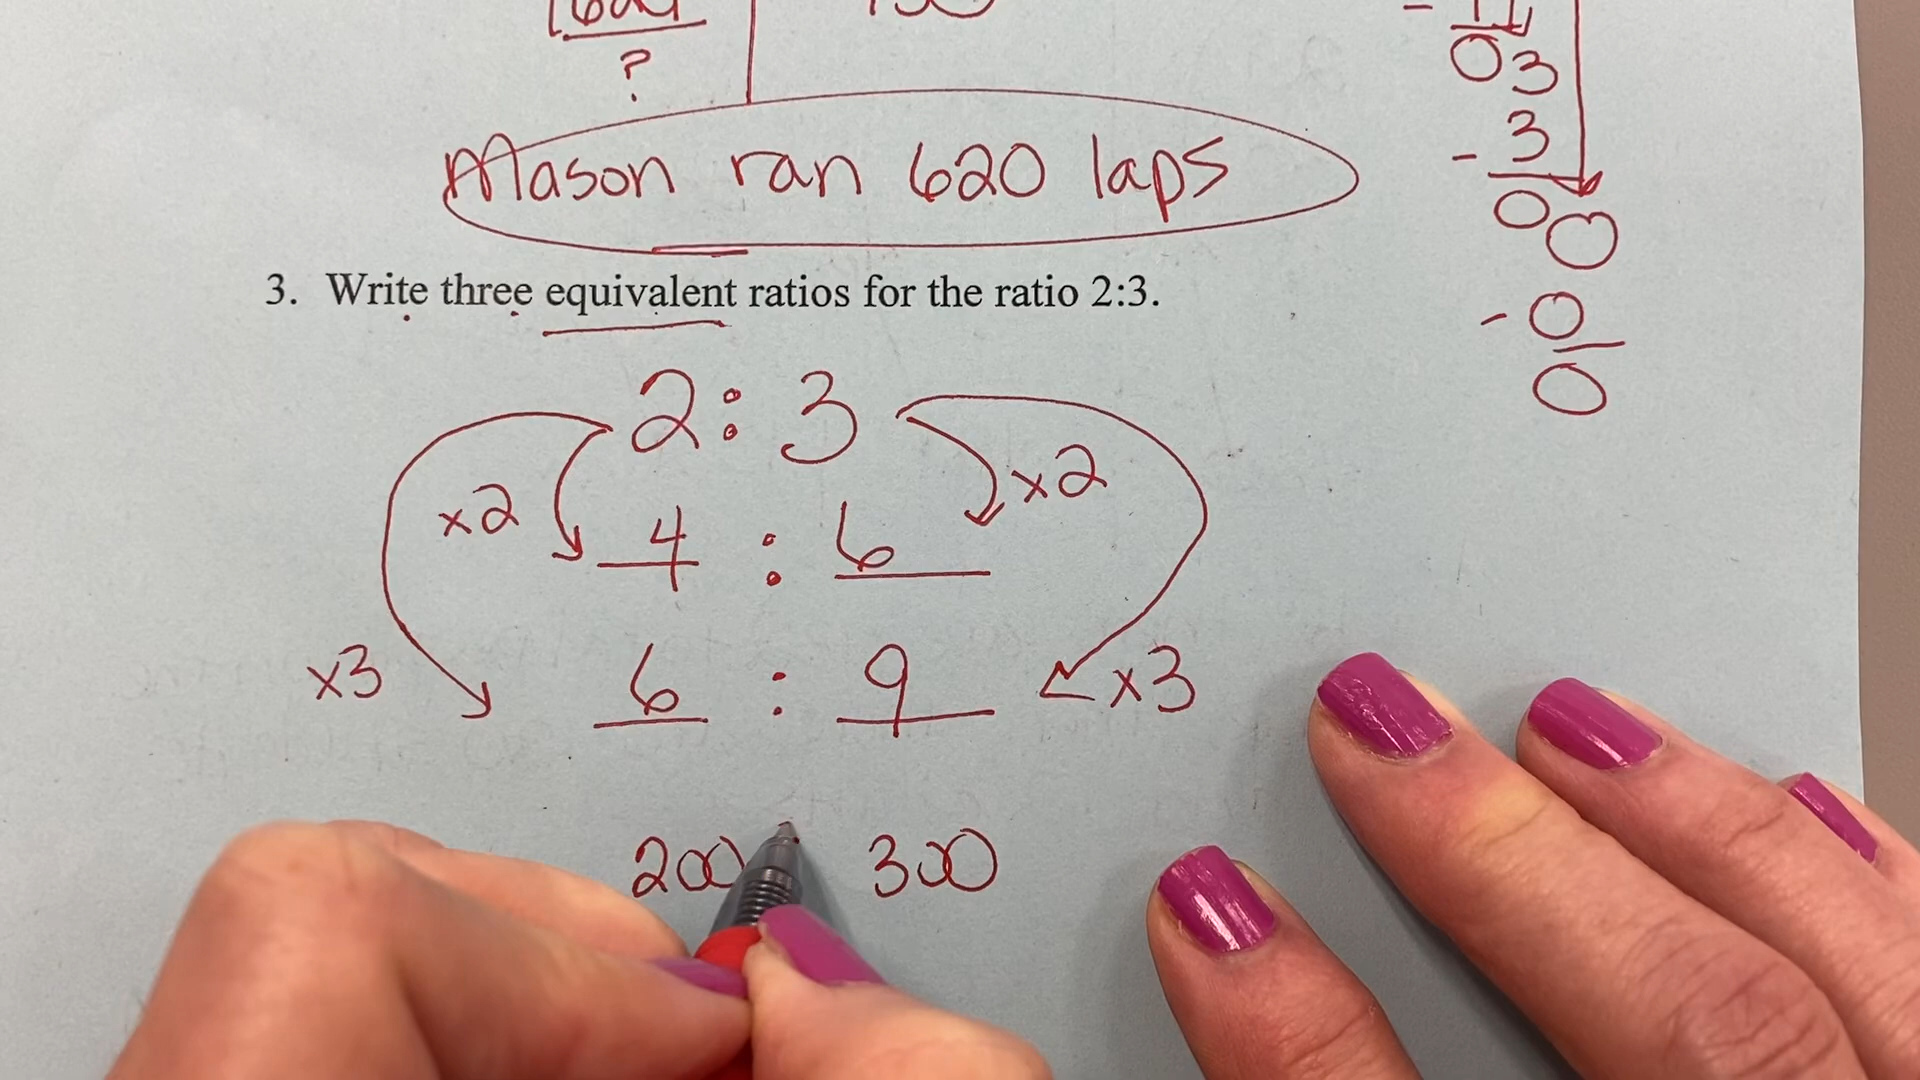 ?
Mason ran 620 laps
03
- 3
00
- 0
0
3. Write three equivalent ratios for the ratio 2:3.
2 : 3
x2 4 : 6 x2
x3 6 : 9 x3
200 300